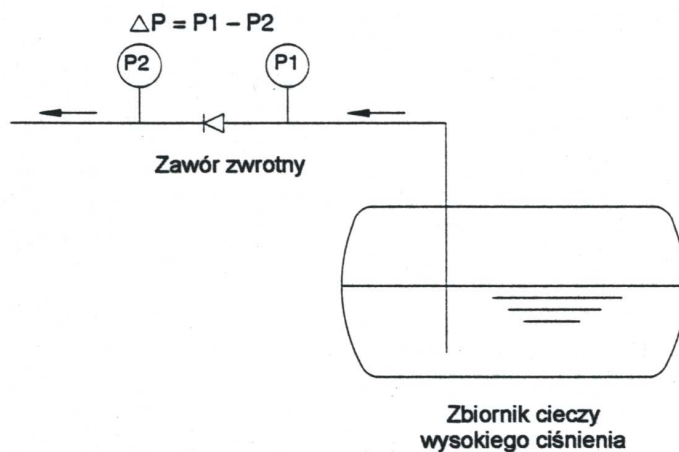 △P = P1 – P2
P2
P1
Zawór zwrotny
Zbiornik cieczy
wysokiego ciśnienia